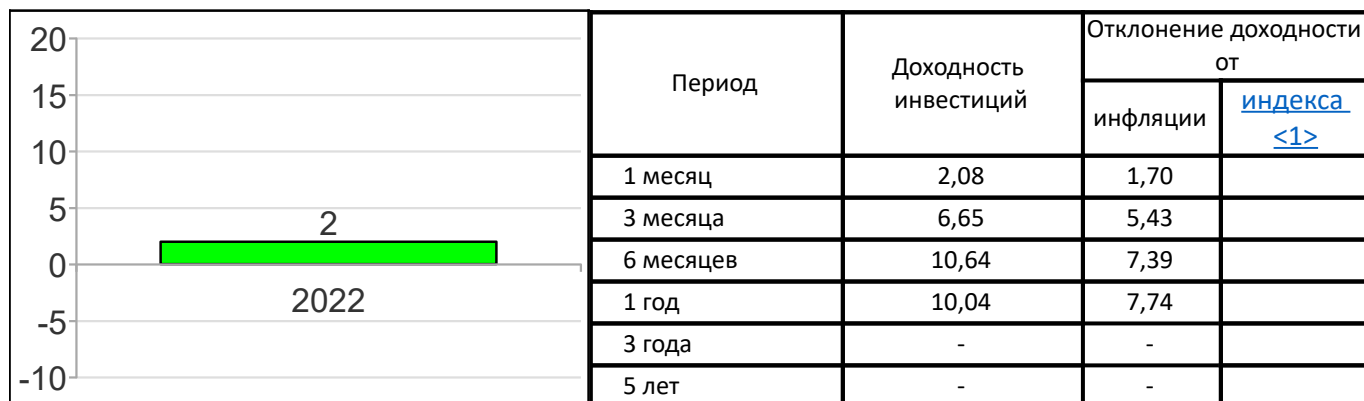 20
15
10
5
0
-5
-10
2
2022
Период
Доходность
инвестиций
Отклонение доходности
от
инфляции
индекса
<1>
1 месяц 2,08 1,70
3 месяца 6,65 5,43
6 месяцев 10,64 7,39
1 год 10,04 7,74
3 года - -
5 лет - -